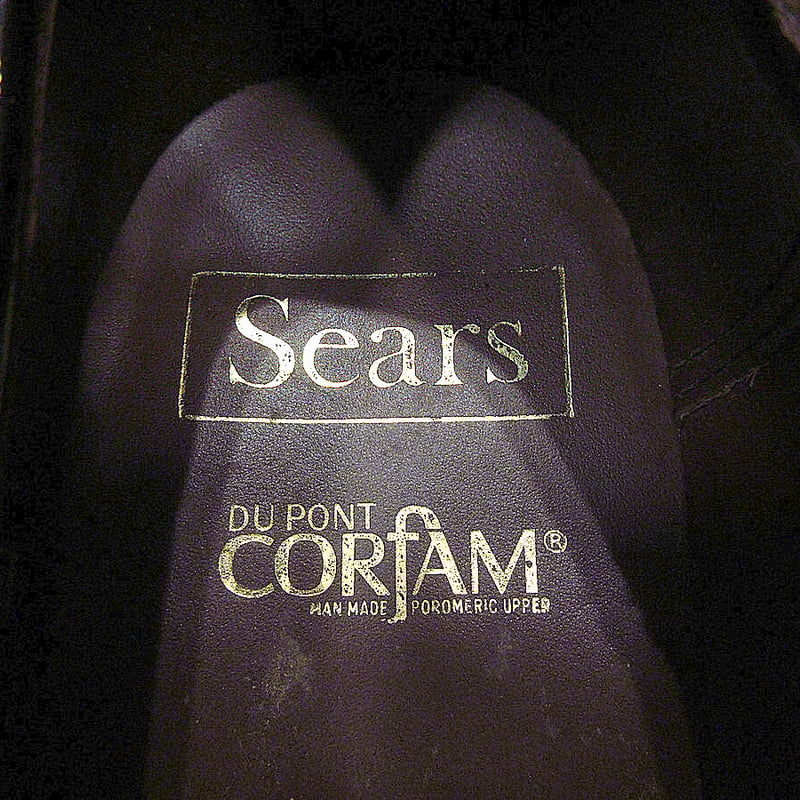 Sears
DU PONT
CORfAM®
MAN MADE POROMERIC UPPER